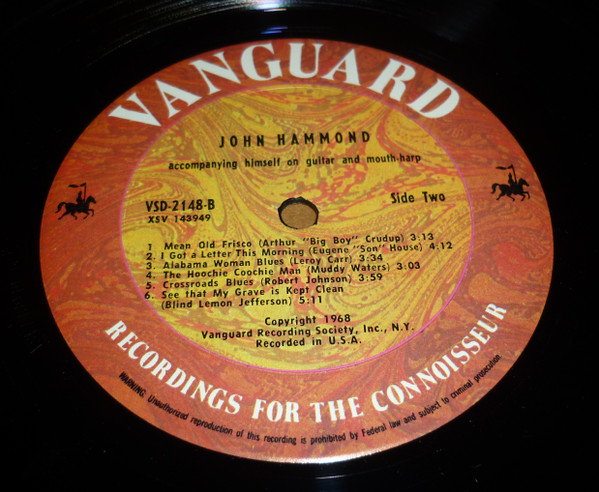 VANGUARD
JOHN HAMMOND
accompanying himself on guitar and mouth-harp
VSD-2148-B
XSV 143949
Side Two
1 Mean Old Frisco (Arthur "Big Boy" Crudup) 3:13
2. I Got a Letter This Morning (Eugene "Son" House) 4:12
3. Alabama Woman Blues (Leroy Carr) 3:34
4. The Hoochie Coochie Man (Muddy Waters) 3:03
5. Crossroads Blues (Robert Johnson) 3:59
6. See that My Grave is Kept Clean
(Blind Lemon Jefferson) 5:11
Copyright 1968
Vanguard Recording Society, Inc., N.Y.
Recorded in U.S.A.
RECORDINGS FOR THE CONNOISSEUR
WARNING: Unauthorized reproduction of this recording is prohibited by Federal law and subject to criminal prosecution